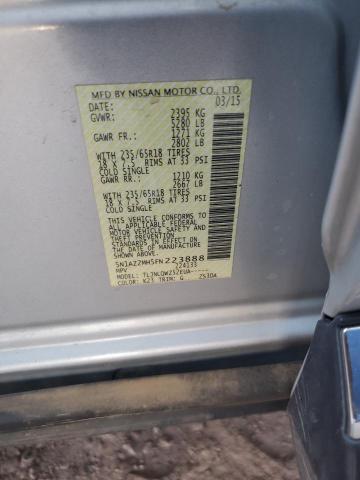 MFD BY NISSAN MOTOR CO., LTD.
DATE: 03/15
GVWR: 2395 KG
5280 LB
GAWR FR: 1271 KG
2802 LB
WITH 235/65R18 TIRES
18 X 7.5 RIMS AT 33 PSI
COLD SINGLE
GAWR RR: 1210 KG
2667 LB
WITH 235/65R18 TIRES
18 X 7.5 RIMS AT 33 PSI
COLD SINGLE
THIS VEHICLE CONFORMS TO
ALL APPLICABLE FEDERAL
MOTOR VEHICLE SAFETY
STANDARDS IN EFFECT ON THE
DATE OF MANUFACTURE
SHOWN ABOVE.
5N1AZ2MH5FN223888
MPV 224133
MODEL:
COLOR: K23 TRIM: G 25304